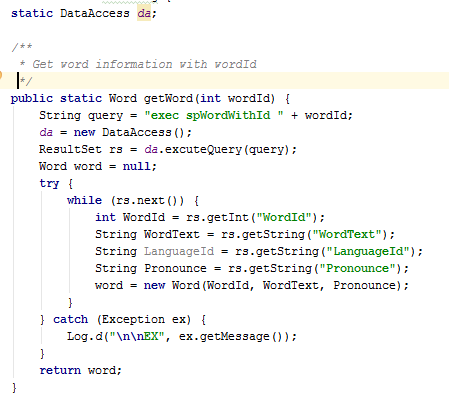 static DataAccess da;
/**
 * Get word information with wordId
 */
public static Word getWord(int wordId) {
    String query = "exec spWordWithId " + wordId;
    da = new DataAccess();
    ResultSet rs = da.excuteQuery(query);
    Word word = null;
    try {
        while (rs.next()) {
            int WordId = rs.getInt("WordId");
            String WordText = rs.getString("WordText");
            String LanguageId = rs.getString("LanguageId");
            String Pronounce = rs.getString("Pronounce");
            word = new Word(WordId, WordText, Pronounce);
        }
    } catch (Exception ex) {
        Log.d("\n\nEX", ex.getMessage());
    }
    return word;
}